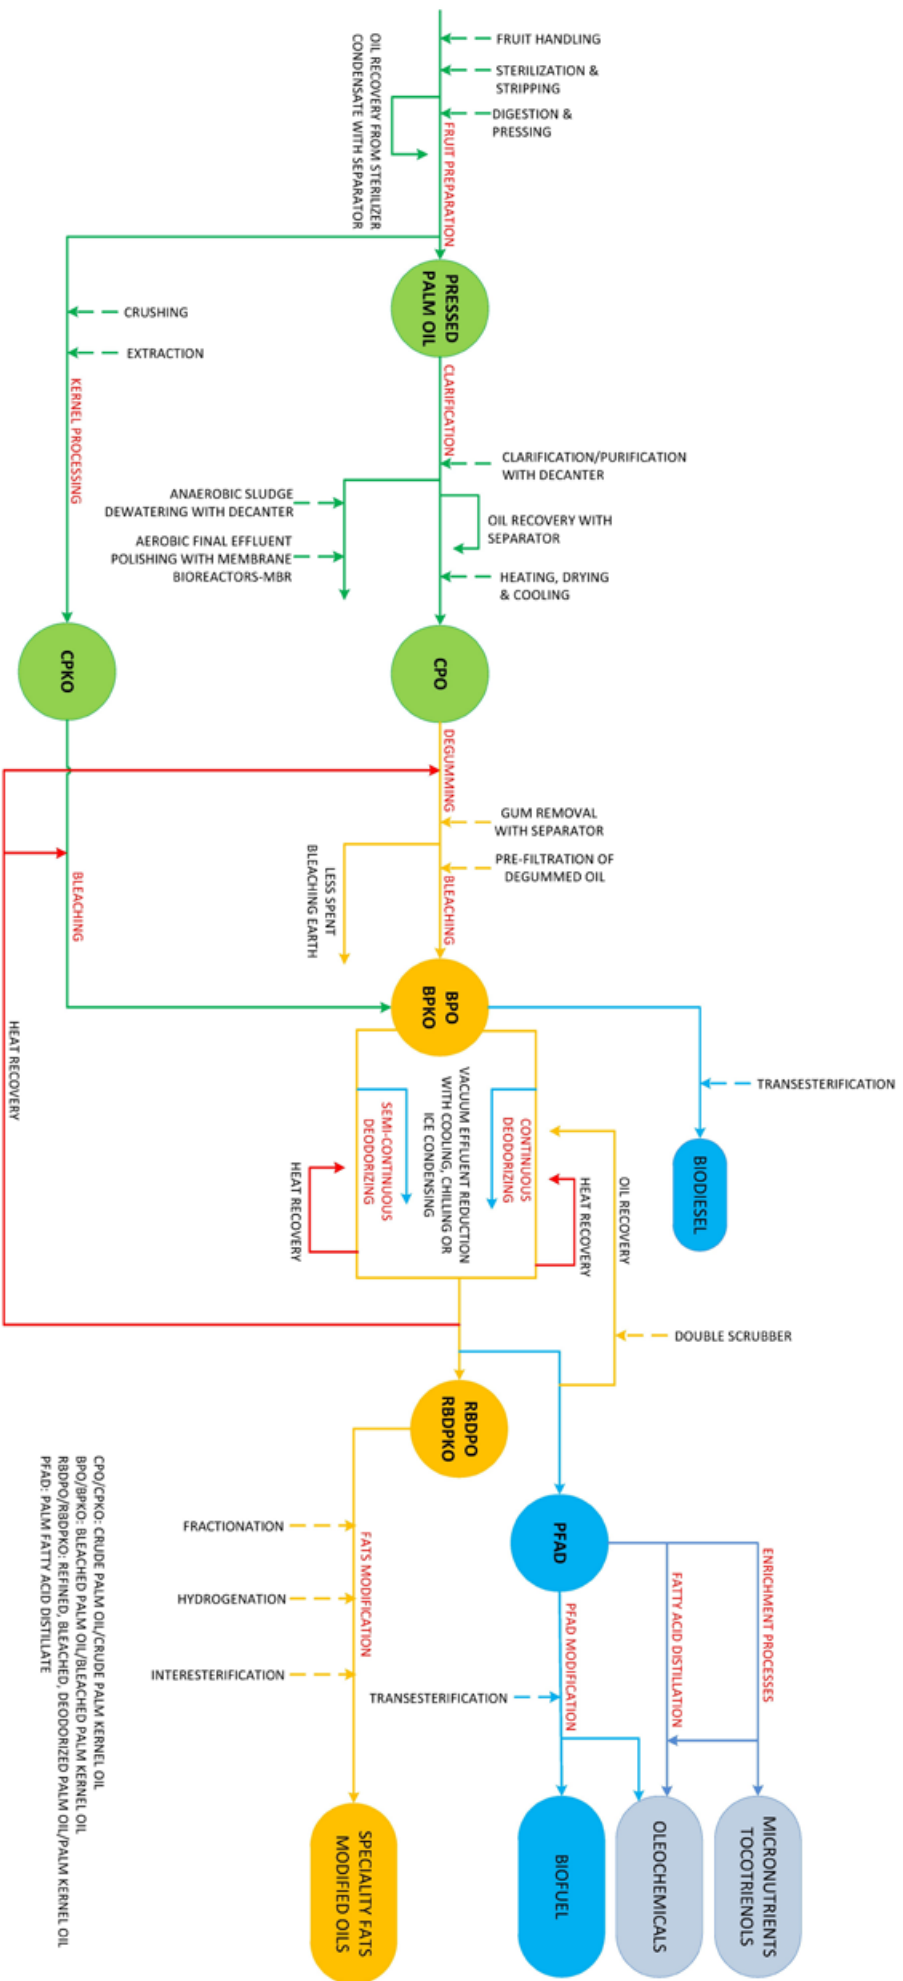 FRUIT HANDLING
STERILIZATION &
STRIPPING
DIGESTION &
PRESSING
OIL RECOVERY FROM STERILIZER
CONDENSATE WITH SEPARATOR
FRUIT PREPARATION
PRESSED
PALM OIL
CRUSHING
EXTRACTION
KERNEL PROCESSING
CLARIFICATION
CLARIFICATION/PURIFICATION
WITH DECANTER
ANAEROBIC SLUDGE
DEWATERING WITH DECANTER
OIL RECOVERY WITH
SEPARATOR
AEROBIC FINAL EFFLUENT
POLISHING WITH MEMBRANE
BIOREACTORS-MBR
HEATING, DRYING
& COOLING
CPKO
CPO
DEGUMMING
GUM REMOVAL
WITH SEPARATOR
PRE-FILTRATION OF
DEGUMMED OIL
LESS SPENT
BLEACHING EARTH
BLEACHING
BLEACHING
BPO
BPKO
HEAT RECOVERY
TRANSESTERIFICATION
BIODIESEL
VACUUM EFFLUENT REDUCTION
WITH COOLING, CHILLING OR
ICE CONDENSING
CONTINUOUS
DEODORIZING
SEMI-CONTINUOUS
DEODORIZING
HEAT RECOVERY
HEAT RECOVERY
OIL RECOVERY
DOUBLE SCRUBBER
RBDPO
RBDPKO
PFAD
FRACTIONATION
HYDROGENATION
INTERESTERIFICATION
FATS MODIFICATION
TRANSESTERIFICATION
PFAD MODIFICATION
FATTY ACID DISTILLATION
ENRICHMENT PROCESSES
SPECIALITY FATS
MODIFIED OILS
BIOFUEL
OLEOCHEMICALS
MICRONUTRIENTS
TOCOTRIENOLS
CPO/CPKO: CRUDE PALM OIL/CRUDE PALM KERNEL OIL
BPO/BPKO: BLEACHED PALM OIL/BLEACHED PALM KERNEL OIL
RBDPO/RBDPKO: REFINED, BLEACHED, DEODORIZED PALM OIL/PALM KERNEL OIL
PFAD: PALM FATTY ACID DISTILLATE